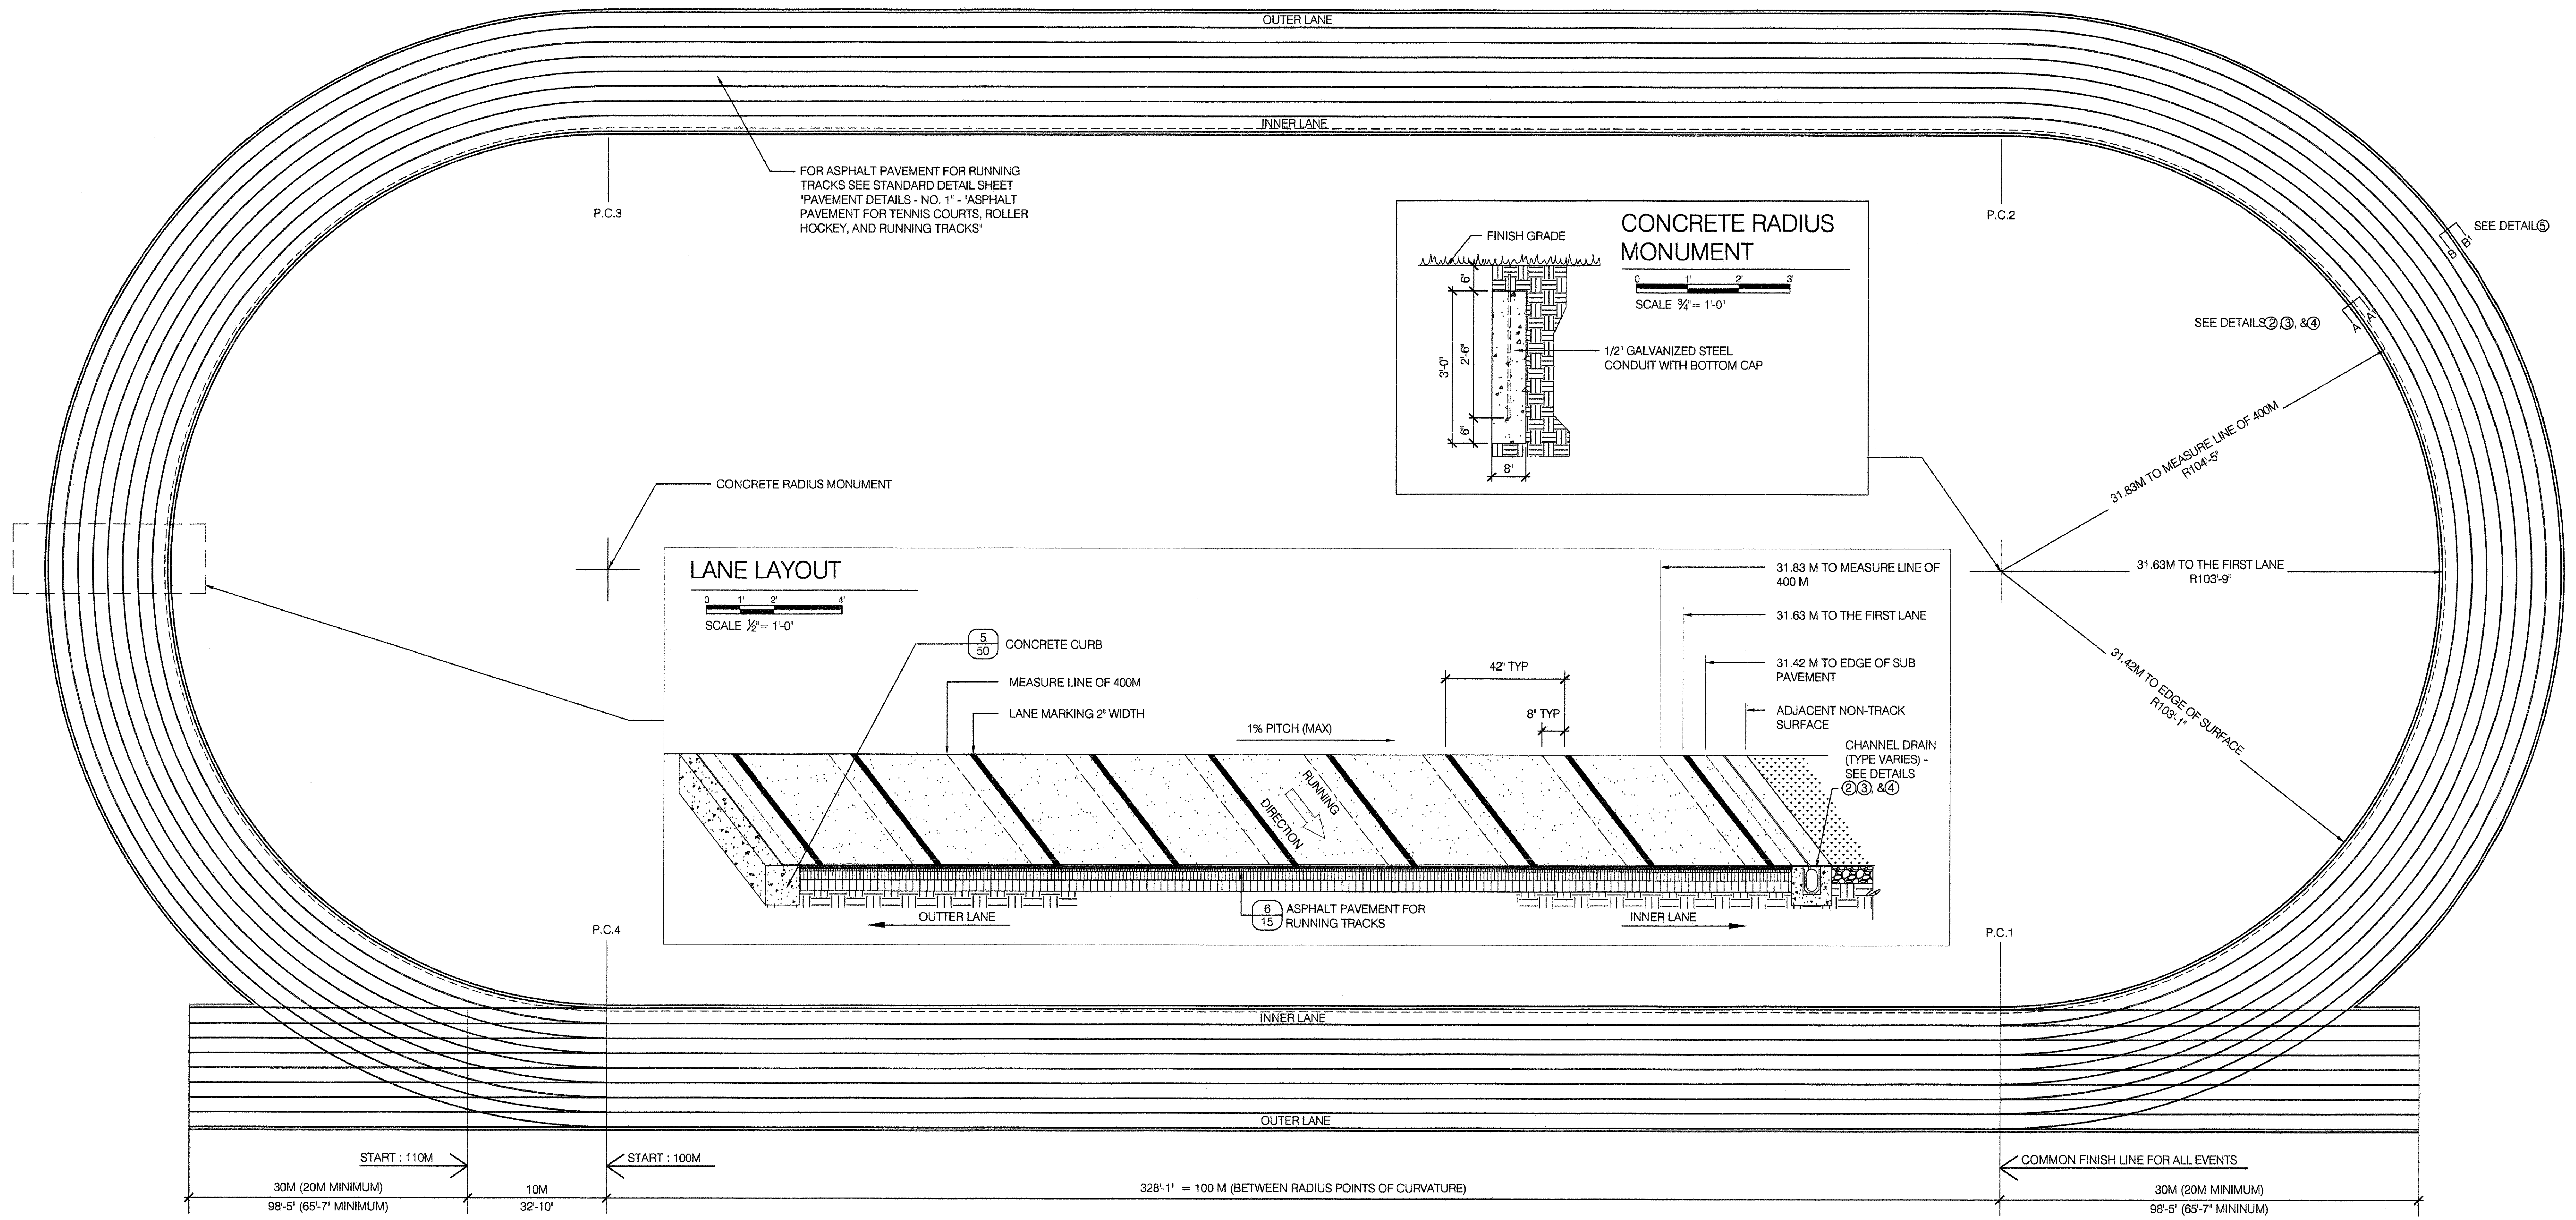 OUTER LANE
INNER LANE
FOR ASPHALT PAVEMENT FOR RUNNING
TRACKS SEE STANDARD DETAIL SHEET
"PAVEMENT DETAILS - NO. 1" - "ASPHALT
PAVEMENT FOR TENNIS COURTS, ROLLER
HOCKEY, AND RUNNING TRACKS"
P.C.3
P.C.2
CONCRETE RADIUS
MONUMENT
0 1' 2' 3'
SCALE ¾"= 1'-0"
FINISH GRADE
6"
3'-0"
2'-6"
6"
8"
1/2" GALVANIZED STEEL
CONDUIT WITH BOTTOM CAP
SEE DETAIL⑤
B B'
SEE DETAILS②,③, &④
A A'
31.83M TO MEASURE LINE OF 400M
R104'-5"
31.63M TO THE FIRST LANE
R103'-9"
31.42M TO EDGE OF SURFACE
R103'-1"
CONCRETE RADIUS MONUMENT
LANE LAYOUT
0 1' 2' 4'
SCALE ½"= 1'-0"
5
50
CONCRETE CURB
MEASURE LINE OF 400M
LANE MARKING 2" WIDTH
1% PITCH (MAX)
42" TYP
8" TYP
31.83 M TO MEASURE LINE OF
400 M
31.63 M TO THE FIRST LANE
31.42 M TO EDGE OF SUB
PAVEMENT
ADJACENT NON-TRACK
SURFACE
CHANNEL DRAIN
(TYPE VARIES) -
SEE DETAILS
②,③, &④
RUNNING
DIRECTION
OUTTER LANE
6
15
ASPHALT PAVEMENT FOR
RUNNING TRACKS
INNER LANE
P.C.4
P.C.1
INNER LANE
OUTER LANE
START : 110M
START : 100M
COMMON FINISH LINE FOR ALL EVENTS
30M (20M MINIMUM)
98'-5" (65'-7" MINIMUM)
10M
32'-10"
328'-1" = 100 M (BETWEEN RADIUS POINTS OF CURVATURE)
30M (20M MINIMUM)
98'-5" (65'-7" MININUM)